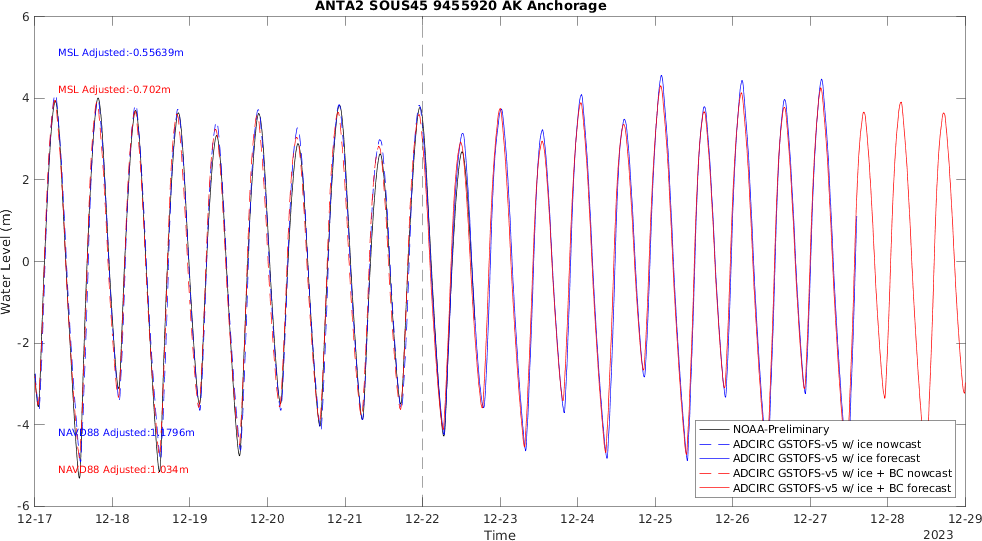 ANTA2 SOUS45 9455920 AK Anchorage
6
4
2
0
-2
-4
-6
Water Level (m)
MSL Adjusted:-0.55639m
MSL Adjusted:-0.702m
NAVD88 Adjusted:1.1796m
NAVD88 Adjusted:1.034m
NOAA-Preliminary
ADCIRC GSTOFS-v5 w/ ice nowcast
ADCIRC GSTOFS-v5 w/ ice forecast
ADCIRC GSTOFS-v5 w/ ice + BC nowcast
ADCIRC GSTOFS-v5 w/ ice + BC forecast
12-17 12-18 12-19 12-20 12-21 12-22 12-23 12-24 12-25 12-26 12-27 12-28 12-29
Time
2023